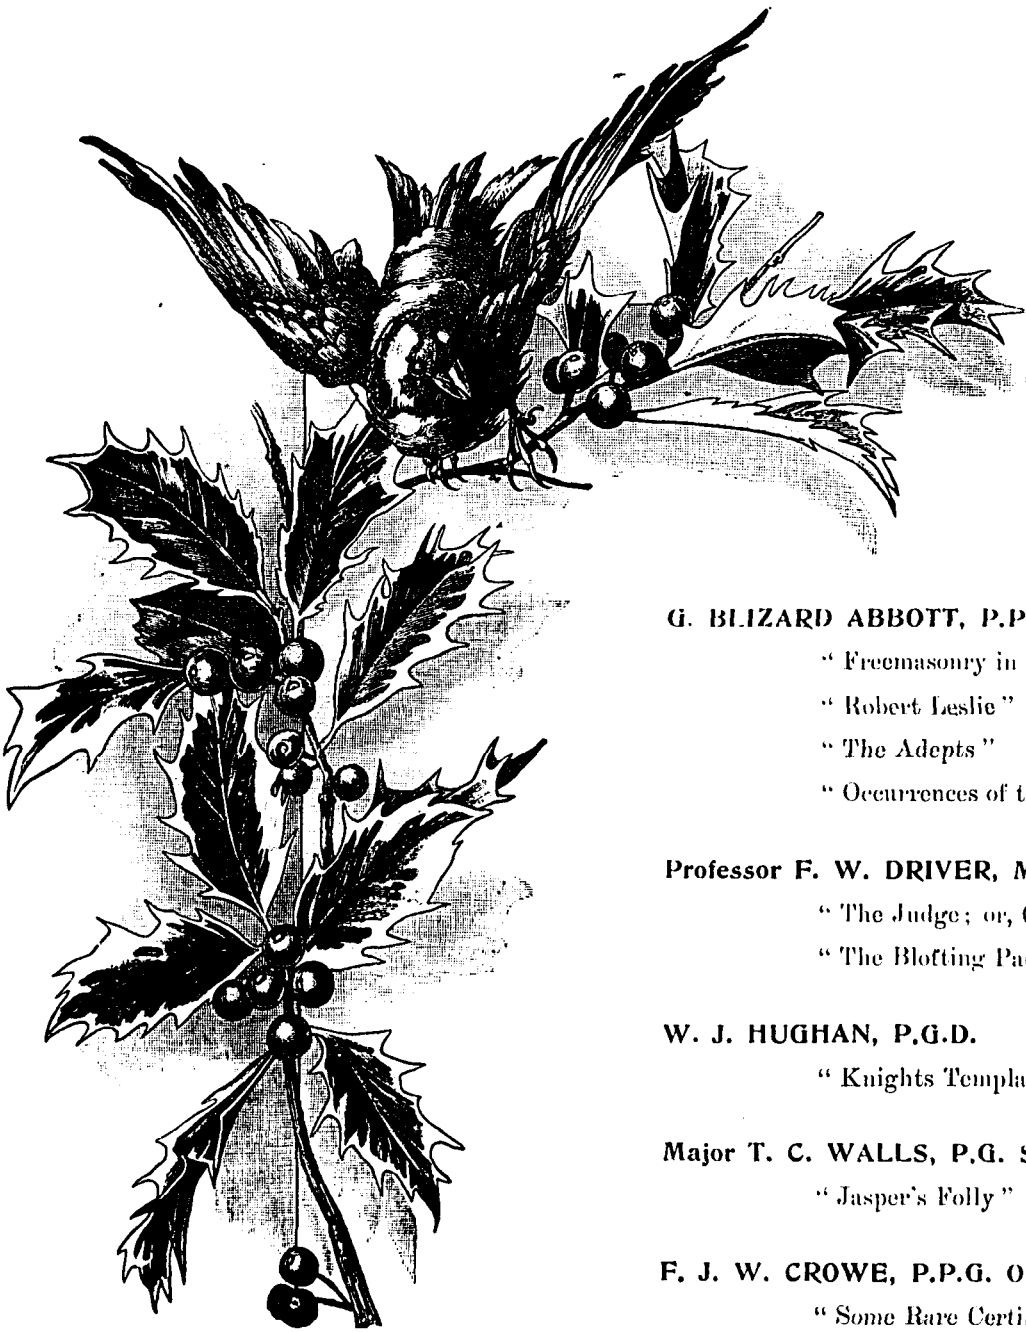 G. BLIZARD ABBOTT, P.P
“ Freemasonry in
“ Robert Leslie ”
“ The Adepts ”
“ Occurrences of t
Professor F. W. DRIVER, M
“ The Judge; or,
“ The Blotting Pa
W. J. HUGHAN, P.G.D.
“ Knights Templa
Major T. C. WALLS, P.G. S
“ Jasper's Folly ”
F. J. W. CROWE, P.P.G. O
“ Some Rare Certi